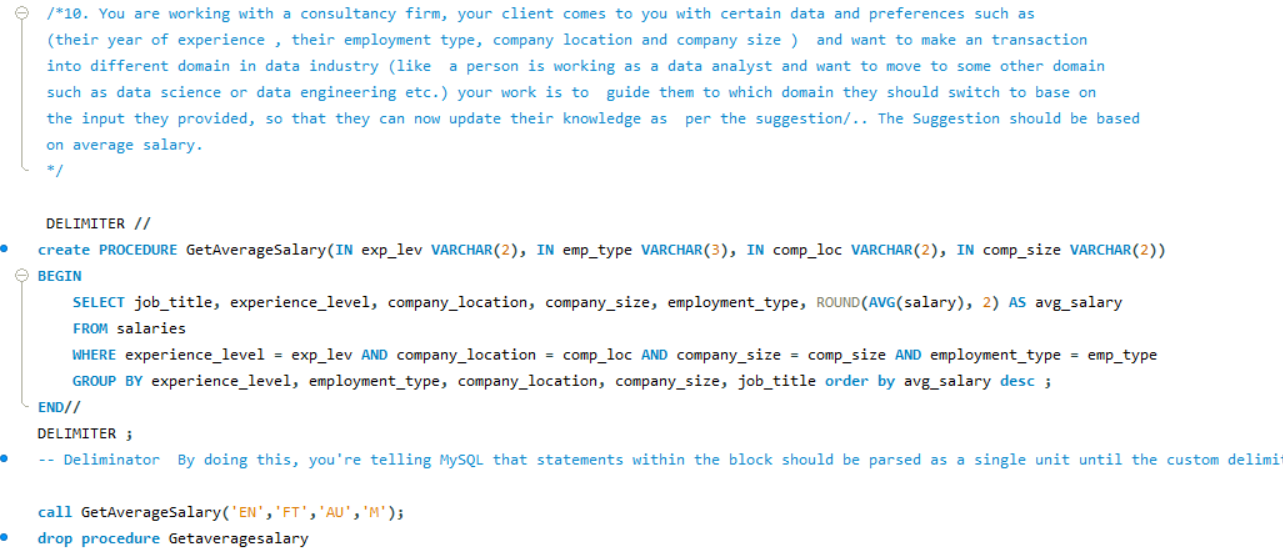 /*10. You are working with a consultancy firm, your client comes to you with certain data and preferences such as
(their year of experience , their employment type, company location and company size )  and want to make an transaction
into different domain in data industry (like  a person is working as a data analyst and want to move to some other domain
such as data science or data engineering etc.) your work is to  guide them to which domain they should switch to base on
the input they provided, so that they can now update their knowledge as  per the suggestion/.. The Suggestion should be based
on average salary.
*/
DELIMITER //
create PROCEDURE GetAverageSalary(IN exp_lev VARCHAR(2), IN emp_type VARCHAR(3), IN comp_loc VARCHAR(2), IN comp_size VARCHAR(2))
BEGIN
SELECT job_title, experience_level, company_location, company_size, employment_type, ROUND(AVG(salary), 2) AS avg_salary
FROM salaries
WHERE experience_level = exp_lev AND company_location = comp_loc AND company_size = comp_size AND employment_type = emp_type
GROUP BY experience_level, employment_type, company_location, company_size, job_title order by avg_salary desc ;
END//
DELIMITER ;
-- Deliminator  By doing this, you're telling MySQL that statements within the block should be parsed as a single unit until the custom
call GetAverageSalary('EN','FT','AU','M');
drop procedure Getaveragesalary